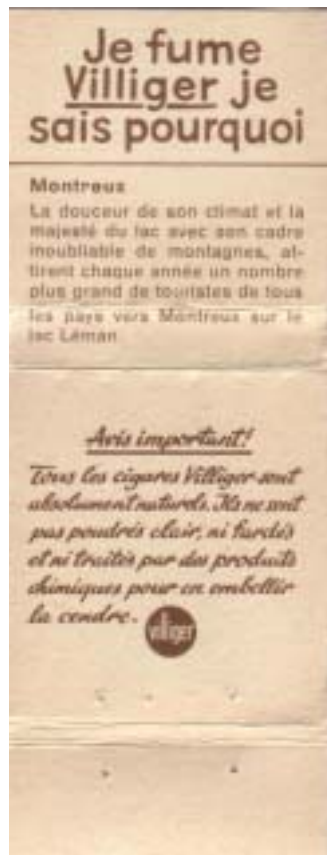 Je fume
Villiger je
sais pourquoi
Montreux
La douceur de son climat et la
majesté du lac avec son cadre
inoubliable de montagnes, at-
tirent chaque année un nombre
plus grand de touristes de tous
les pays vers Montreux sur le
lac Léman
Avis important!
Tous les cigares Villiger sont
absolument naturels. Ils ne sont
pas poudrés clair, ni fardés
et ni traités par des produits
chimiques pour en embellir
la cendre.
villiger